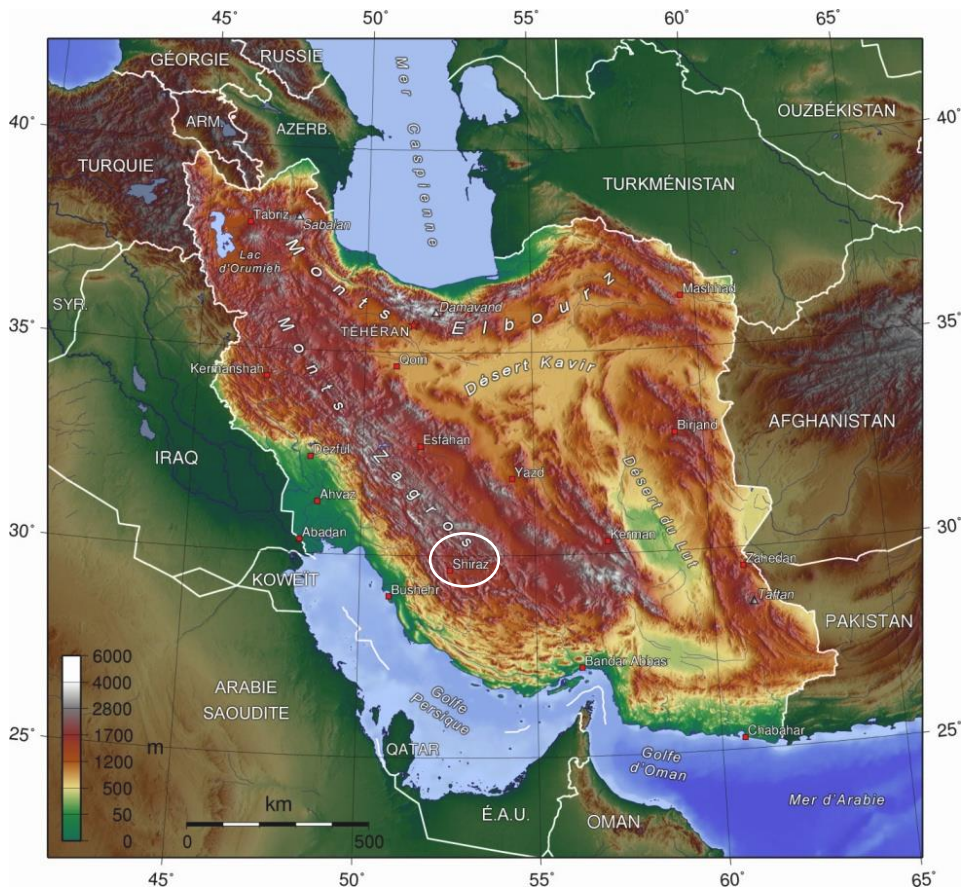 45°
50°
55°
60°
65°
GÉORGIE
RUSSIE
Mer Caspienne
OUZBÉKISTAN
40°
40°
ARM.
AZERB.
TURQUIE
TURKMÉNISTAN
Tabriz
Sabalan
Lac
d'Orumieh
Monts Elbourz
Mashhad
SYR.
Damavand
35°
35°
TÉHÉRAN
Qom
Désert Kavir
Kermanshah
Monts Zagros
AFGHANISTAN
Birjand
Esfahan
IRAQ
Dezful
Yazd
Désert du Lut
Ahvaz
30°
30°
Abadan
Kerman
Shiraz
Zahedan
KOWEÏT
Bushehr
Taftan
PAKISTAN
6000
4000
2800
1700
1200
500
50
0
m
Bandar Abbas
ARABIE
SAOUDITE
Golfe
Persique
25°
25°
Chabahar
QATAR
Golfe
d'Oman
Mer d'Arabie
km
0
500
É.A.U.
OMAN
45
50
55
60
65